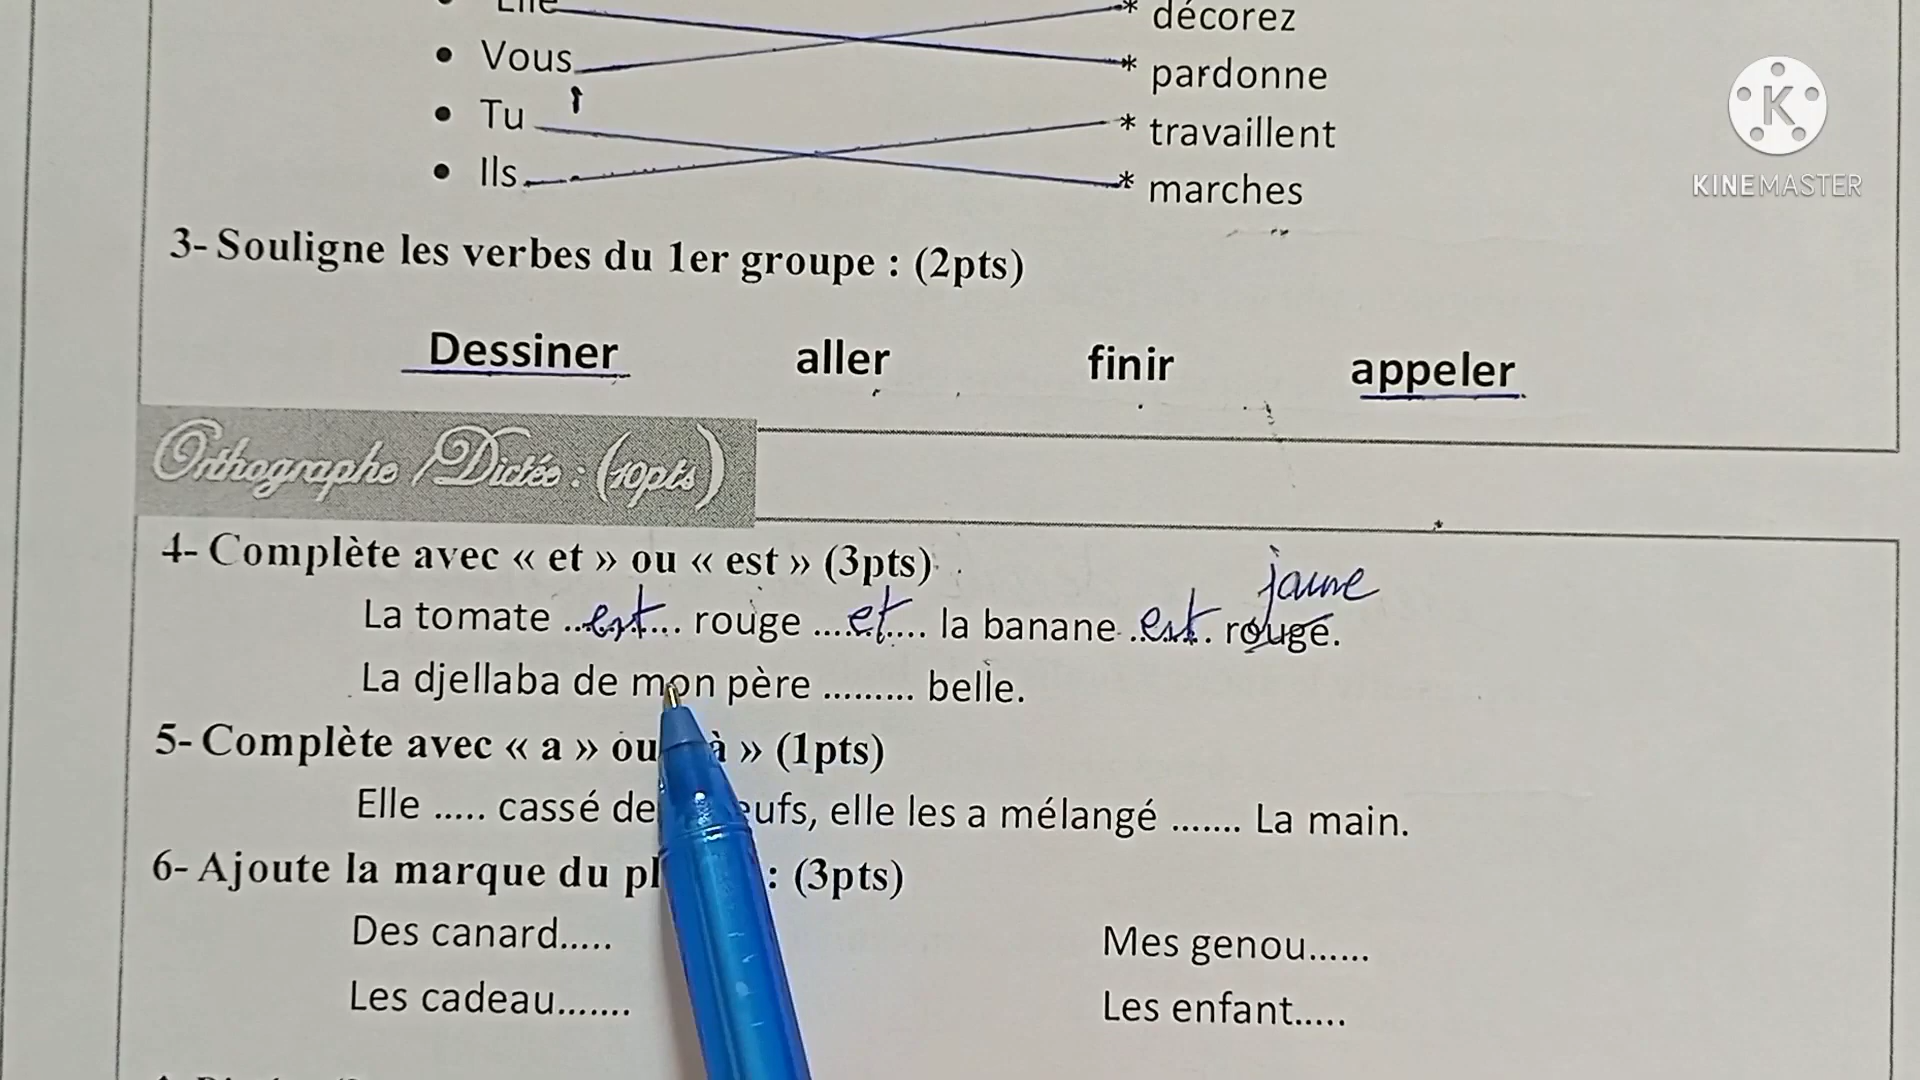 Elle * décorez
• Vous * pardonne
• Tu * travaillent
• Ils * marches
KINEMASTER
3- Souligne les verbes du 1er groupe : (2pts)
Dessiner aller finir appeler
Orthographe / Dictée : (10pts)
4- Complète avec « et » ou « est » (3pts)
jaune
La tomate ...est... rouge ...et... la banane ...est... rouge.
La djellaba de mon père ......... belle.
5- Complète avec « a » ou à » (1pts)
Elle ..... cassé de eufs, elle les a mélangé ....... La main.
6- Ajoute la marque du pl : (3pts)
Des canard..... Mes genou......
Les cadeau....... Les enfant.....